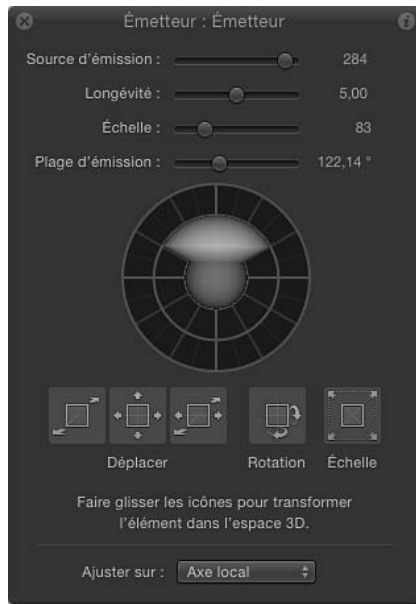 Émetteur : Émetteur
Source d'émission : 284
Longévité : 5,00
Échelle : 83
Plage d'émission : 122,14 °
Déplacer Rotation Échelle
Faire glisser les icônes pour transformer
l'élément dans l'espace 3D.
Ajuster sur : Axe local